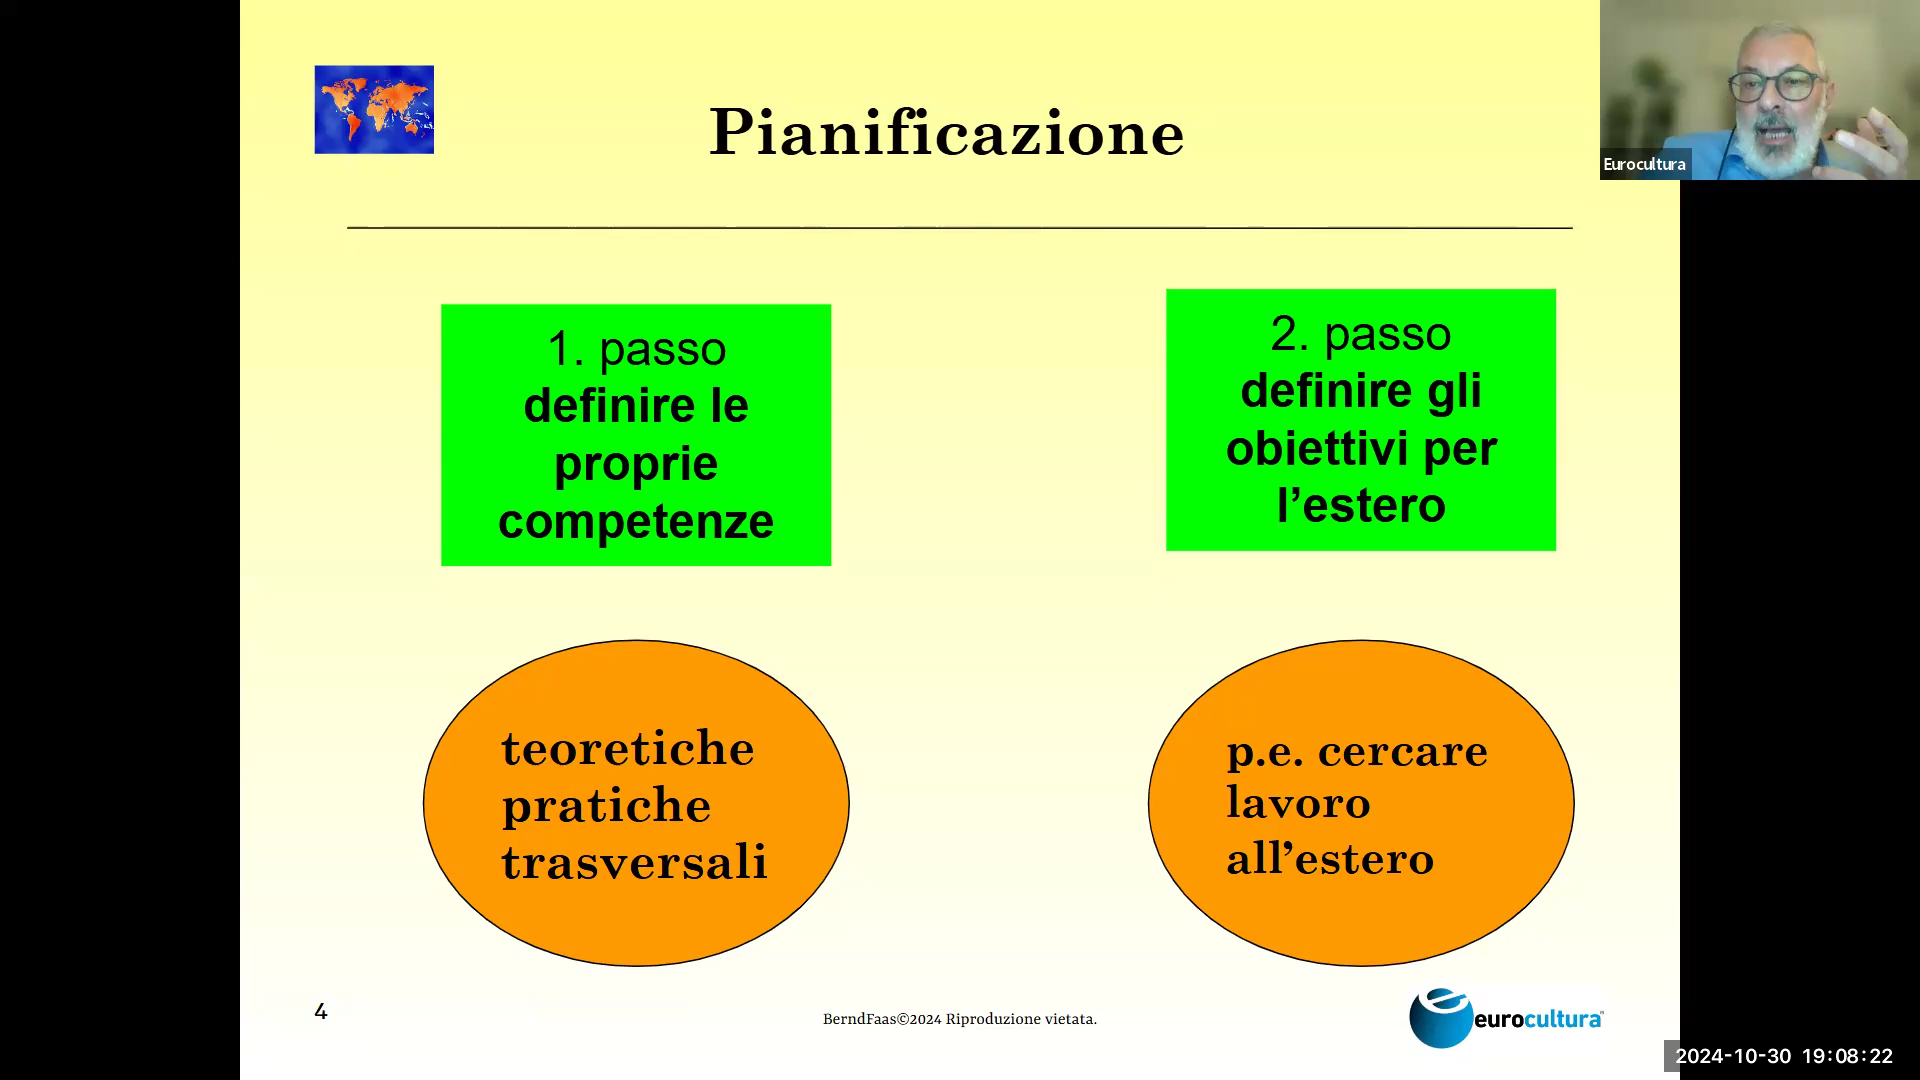 Pianificazione
Eurocultura
1. passo
definire le
proprie
competenze
2. passo
definire gli
obiettivi per
l’estero
teoretiche
pratiche
trasversali
p.e. cercare
lavoro
all’estero
4
BerndFaas©2024 Riproduzione vietata.
eurocultura
2024-10-30 19:08:22